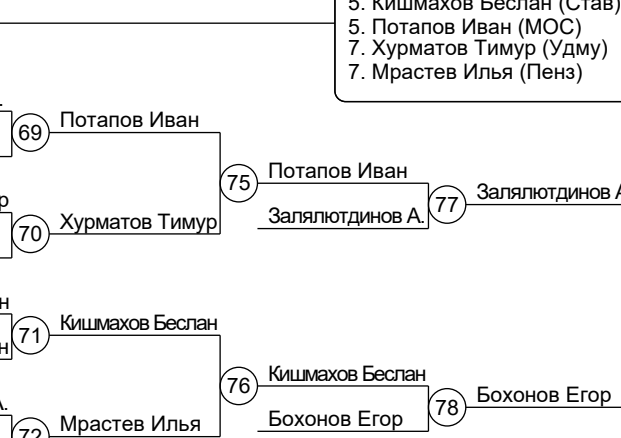 5. Кишмахов Беслан (Став)
5. Потапов Иван (МОС)
7. Хурматов Тимур (Удму)
7. Мрастев Илья (Пенз)
69 Потапов Иван
75 Потапов Иван
77 Залялютдинов А
Залялютдинов А.
70 Хурматов Тимур
71 Кишмахов Беслан
76 Кишмахов Беслан
78 Бохонов Егор
Бохонов Егор
72 Мрастев Илья